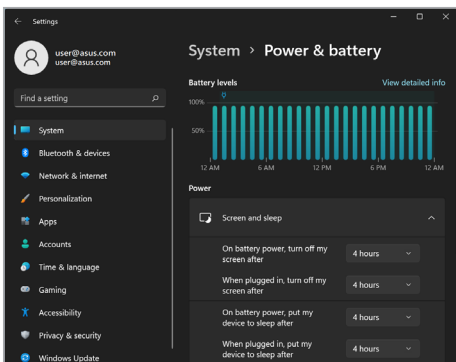 Settings
user@asus.com
user@asus.com
Find a setting
System
Bluetooth & devices
Network & internet
Personalization
Apps
Accounts
Time & language
Gaming
Accessibility
Privacy & security
Windows Update
System > Power & battery
Battery levels View detailed info
100%
50%
12 AM 6 AM 12 PM 6 PM 12 AM
Power
Screen and sleep
On battery power, turn off my
screen after
4 hours
When plugged in, turn off my
screen after
4 hours
On battery power, put my
device to sleep after
4 hours
When plugged in, put my
device to sleep after
4 hours